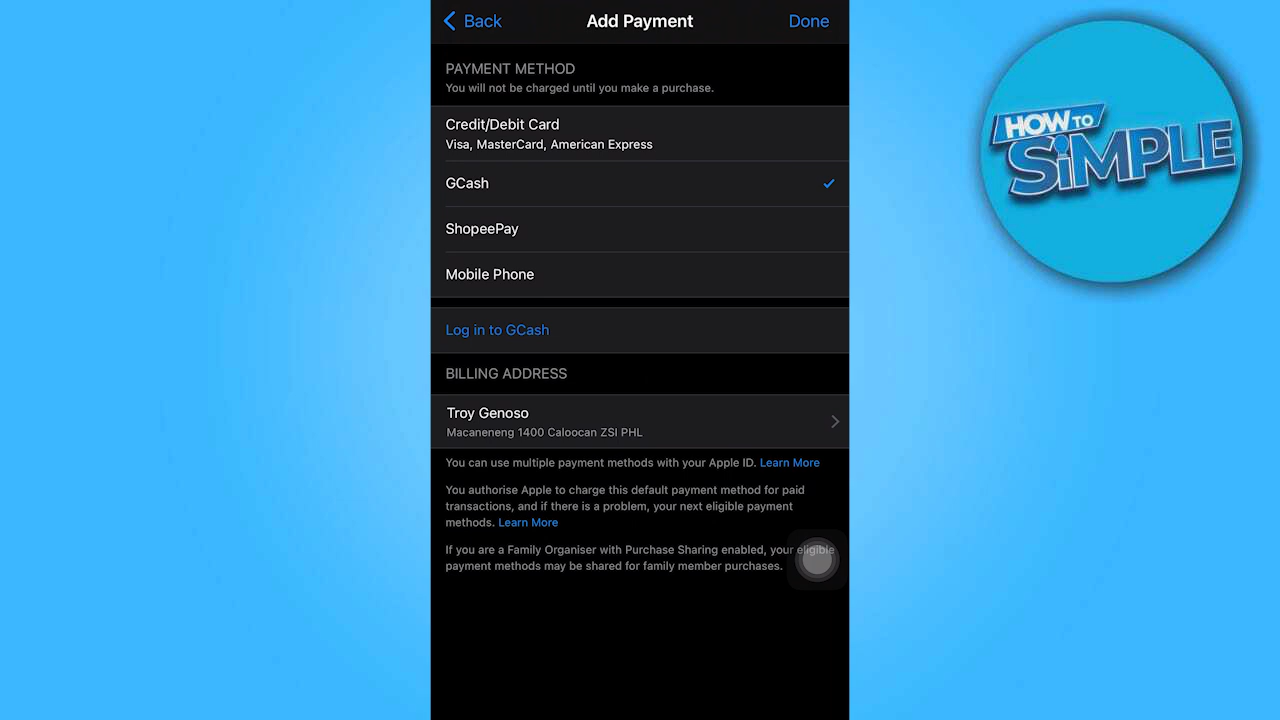 Back
Add Payment
Done
PAYMENT METHOD
You will not be charged until you make a purchase.
Credit/Debit Card
Visa, MasterCard, American Express
GCash
ShopeePay
Mobile Phone
Log in to GCash
BILLING ADDRESS
Troy Genoso
Macaneneng 1400 Caloocan ZSI PHL
You can use multiple payment methods with your Apple ID. Learn More
You authorise Apple to charge this default payment method for paid
transactions, and if there is a problem, your next eligible payment
methods. Learn More
If you are a Family Organiser with Purchase Sharing enabled, your eligible
payment methods may be shared for family member purchases.
HOW TO
SiMPLE